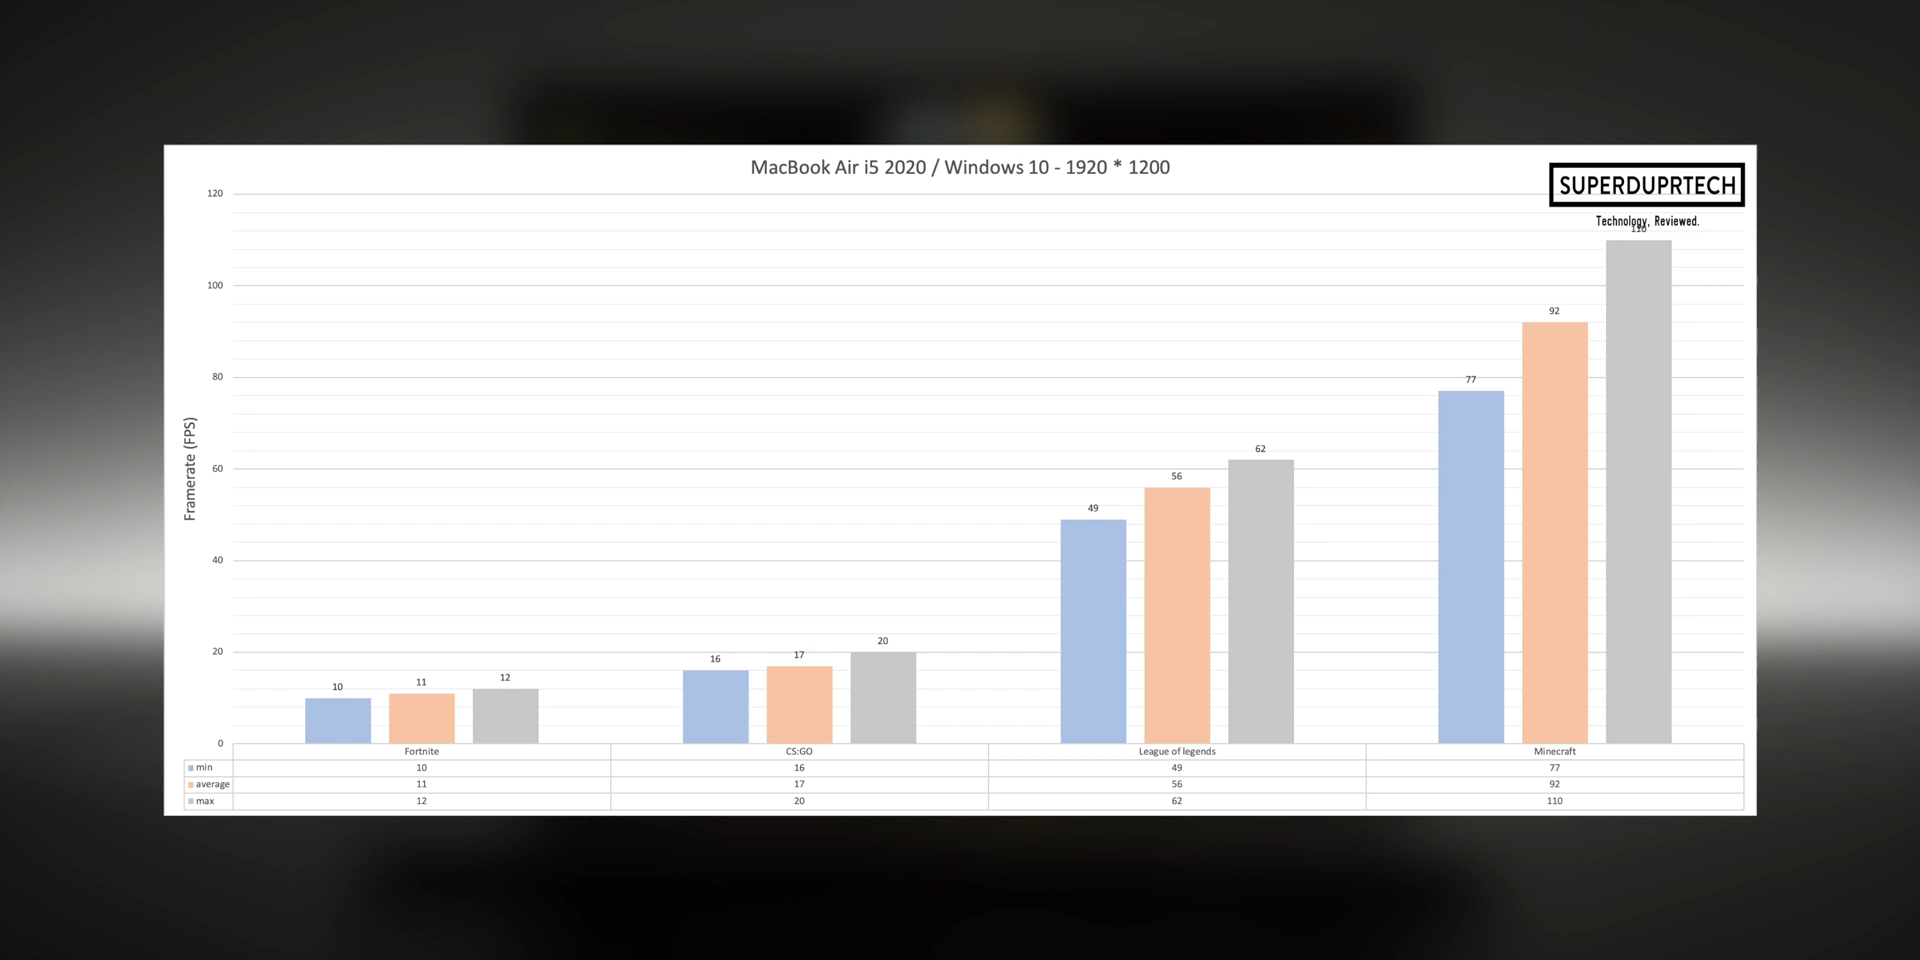 MacBook Air i5 2020 / Windows 10 - 1920 * 1200
SUPERDUPRTECH
Technology, Reviewed.
Framerate (FPS)
120
100
80
60
40
20
0
10
11
12
16
17
20
49
56
62
77
92
110
Fortnite CS:GO League of legends Minecraft
min 10 16 49 77
average 11 17 56 92
max 12 20 62 110